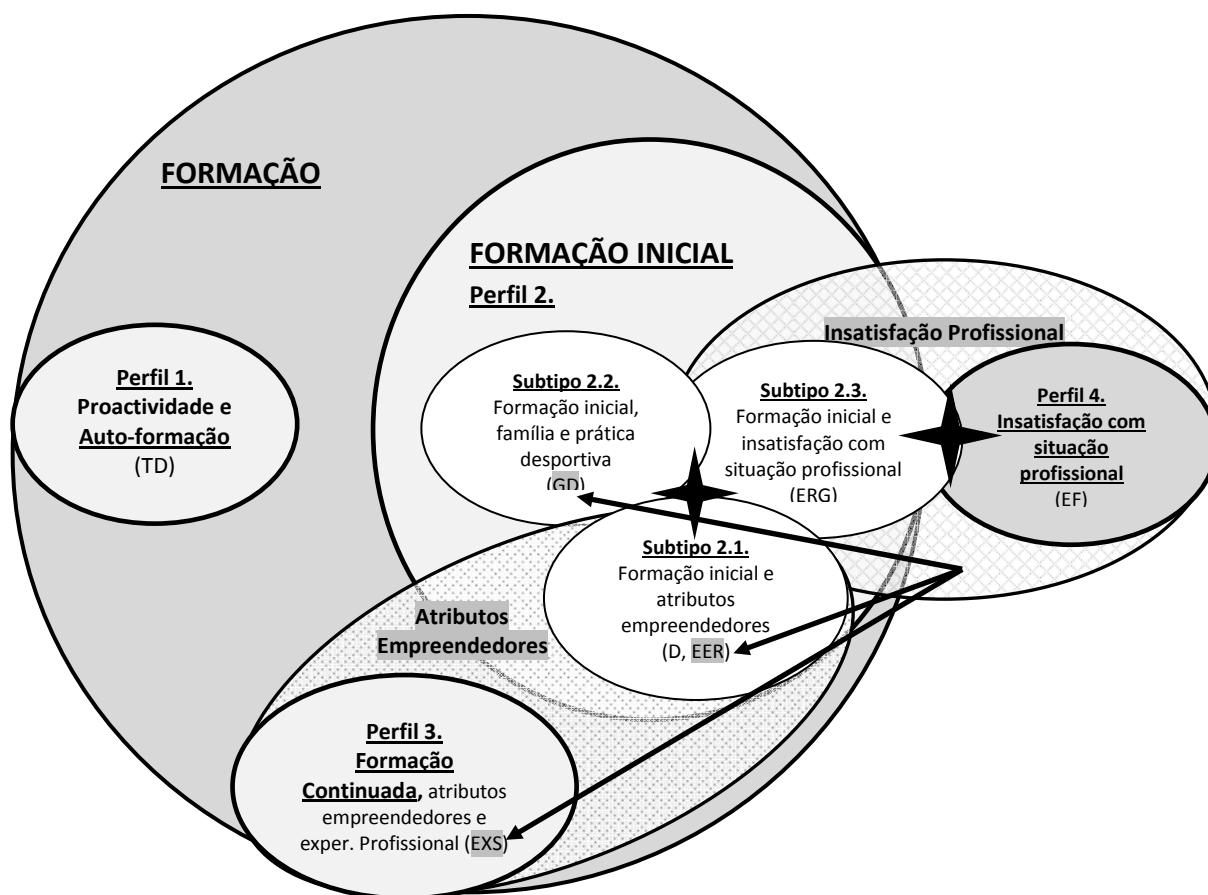 FORMAÇÃO
FORMAÇÃO INICIAL
Perfil 2.
Insatisfação Profissional
Perfil 1.
Proactividade e
Auto-formação
(TD)
Subtipo 2.2.
Formação inicial,
família e prática
desportiva
(GD)
Subtipo 2.3.
Formação inicial e
insatisfação com
situação profissional
(ERG)
Perfil 4.
Insatisfação com
situação
profissional
(EF)
Subtipo 2.1.
Formação inicial e
atributos
empreendedores
(D, EER)
Atributos
Empreendedores
Perfil 3.
Formação
Continuada, atributos
empreendedores e
exper. Profissional (EXS)